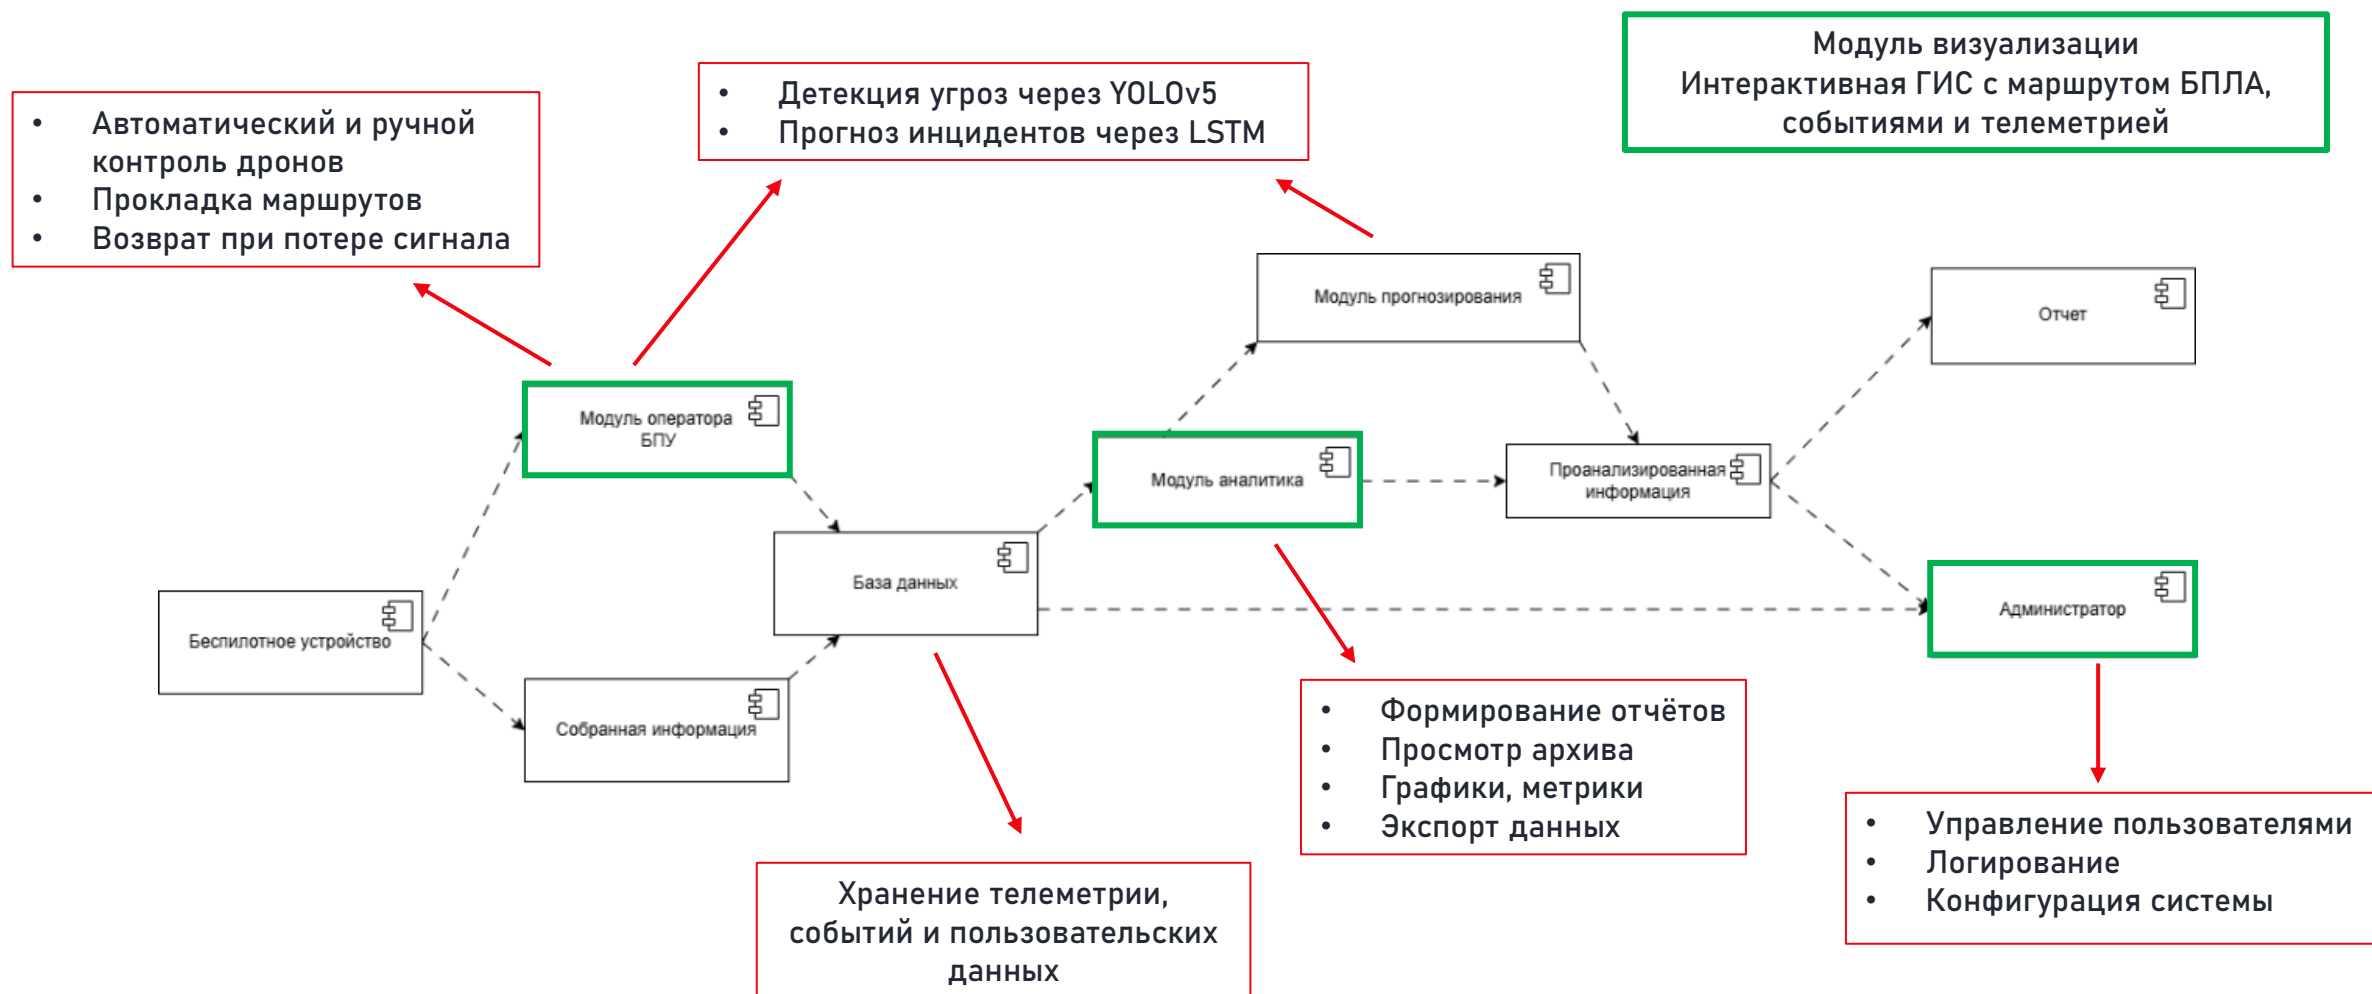 Модуль визуализации
Интерактивная ГИС с маршрутом БПЛА,
событиями и телеметрией
• Детекция угроз через YOLOv5
• Прогноз инцидентов через LSTM
• Автоматический и ручной
контроль дронов
• Прокладка маршрутов
• Возврат при потере сигнала
Модуль прогнозирования
Отчет
Модуль оператора
БПУ
Модуль аналитика
Проанализированная
информация
База данных
Администратор
Беспилотное устройство
Собранная информация
• Формирование отчётов
• Просмотр архива
• Графики, метрики
• Экспорт данных
• Управление пользователями
• Логирование
• Конфигурация системы
Хранение телеметрии,
событий и пользовательских
данных